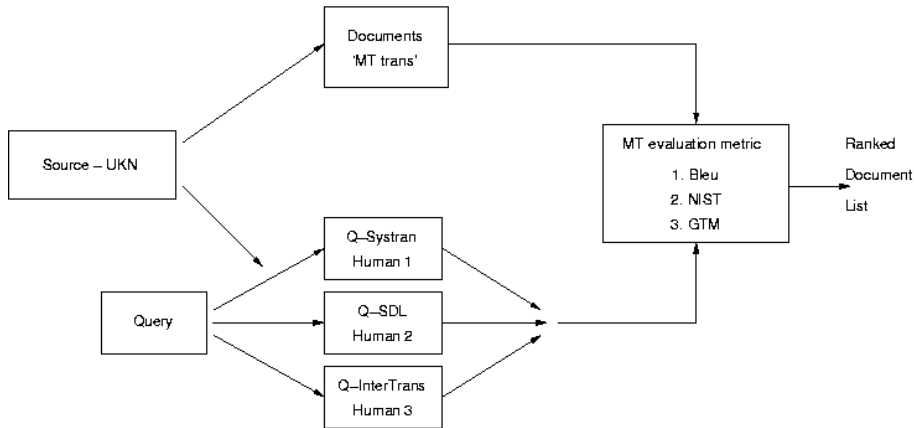 Documents
'MT trans'
Source – UKN
MT evaluation metric
1. Bleu
2. NIST
3. GTM
Ranked
Document
List
Q–Systran
Human 1
Query
Q–SDL
Human 2
Q–InterTrans
Human 3